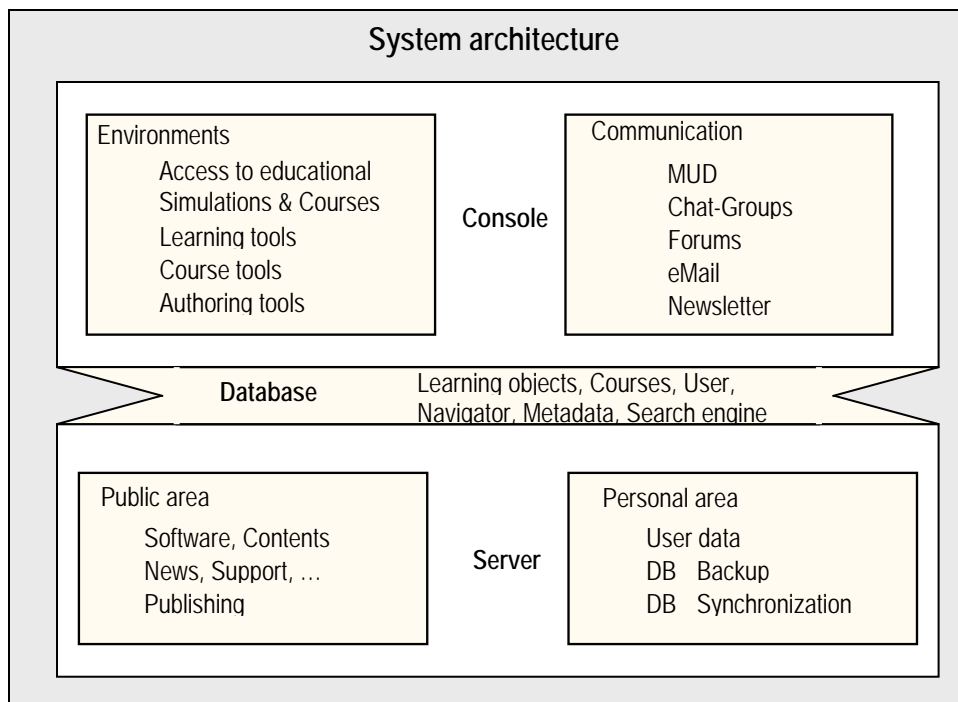 System architecture
Environments
Access to educational
Simulations & Courses
Learning tools
Course tools
Authoring tools
Console
Communication
MUD
Chat-Groups
Forums
eMail
Newsletter
Database
Learning objects, Courses, User,
Navigator, Metadata, Search engine
Public area
Software, Contents
News, Support, …
Publishing
Server
Personal area
User data
DB Backup
DB Synchronization